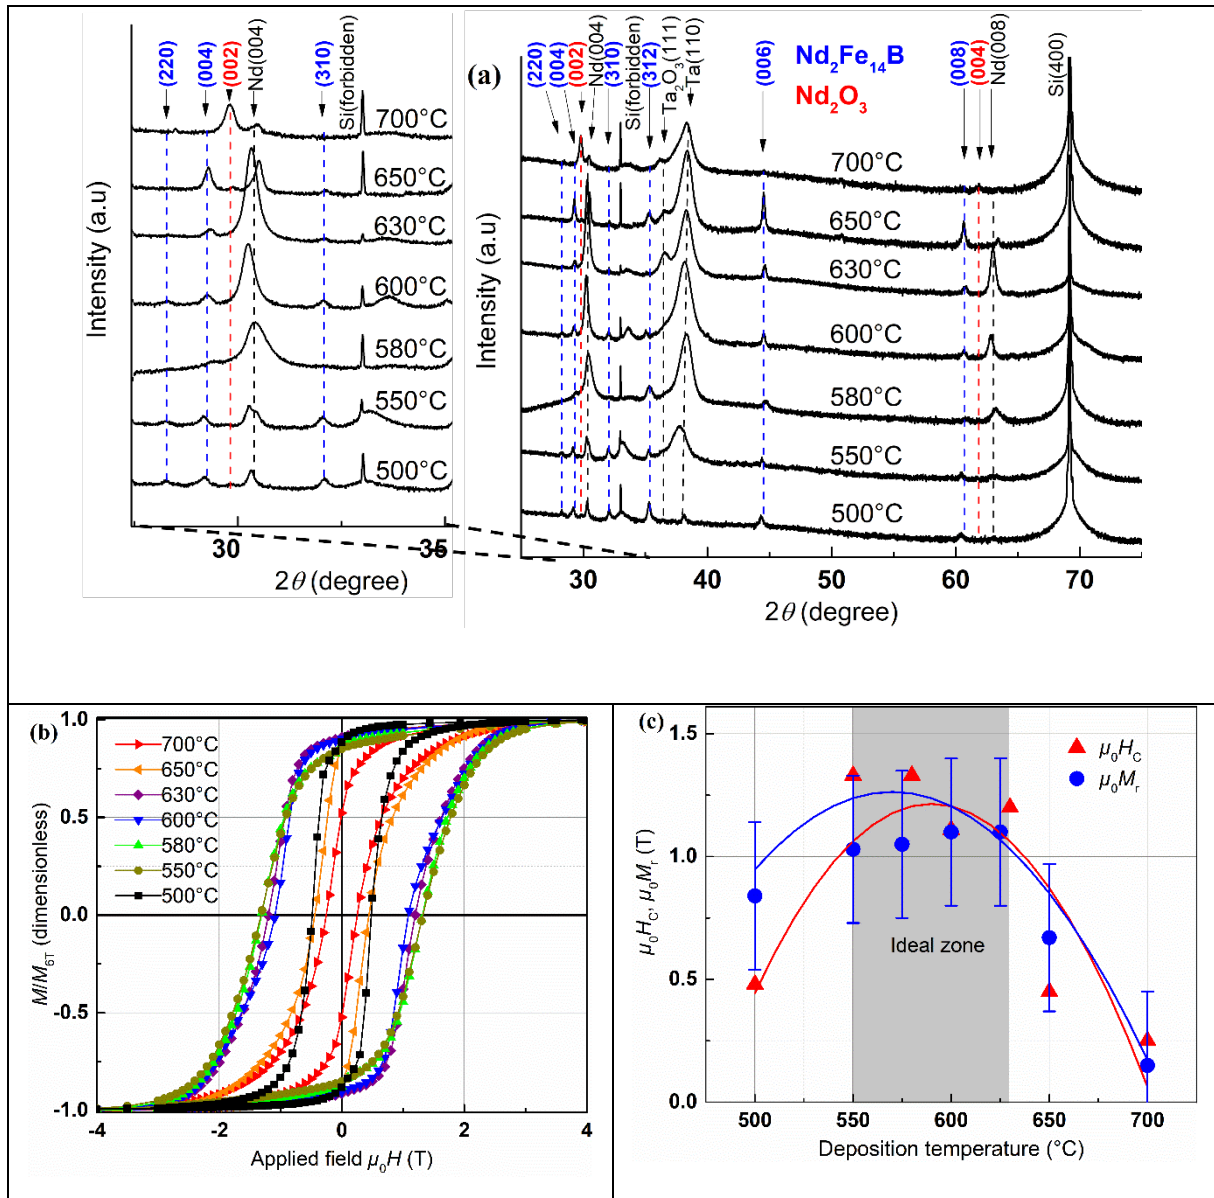 (220)
(004)
(002)
Nd(004)
(310)
Si(forbidden)
700°C
650°C
630°C
600°C
580°C
550°C
500°C
Intensity (a.u)
30
35
2θ (degree)
(a)
(220)
(004)
(002)
Nd(004)
(310)
Si(forbidden)
(312)
Ta₂O₃(111)
Ta(110)
(006)
Nd₂Fe₁₄B
Nd₂O₃
(008)
(004)
Nd(008)
Si(400)
700°C
650°C
630°C
600°C
580°C
550°C
500°C
Intensity (a.u)
30
40
50
60
70
2θ (degree)
(b)
1.0
0.5
0.0
-0.5
-1.0
700°C
650°C
630°C
600°C
580°C
550°C
500°C
M/M₆T (dimensionless)
-4
-2
0
2
4
Applied field μ₀H (T)
(c)
μ₀H_C
μ₀M_r
1.5
1.0
0.5
0.0
μ₀H_C, μ₀M_r (T)
Ideal zone
500
550
600
650
700
Deposition temperature (°C)